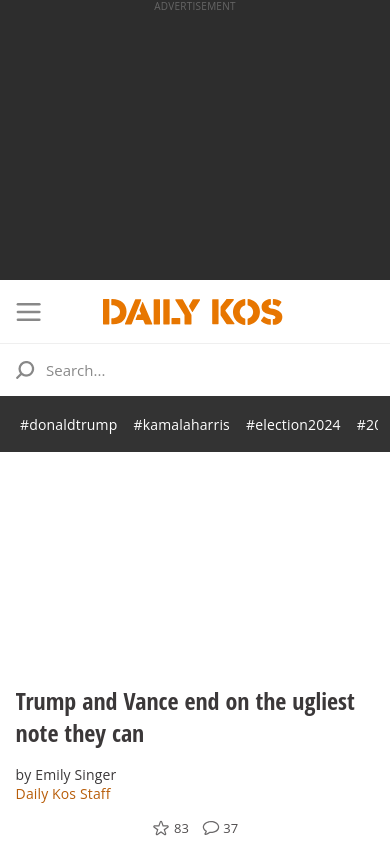 ADVERTISEMENT
DAILY KOS
Search...
#donaldtrump #kamalaharris #election2024
Trump and Vance end on the ugliest
note they can
by Emily Singer
Daily Kos Staff
83 37